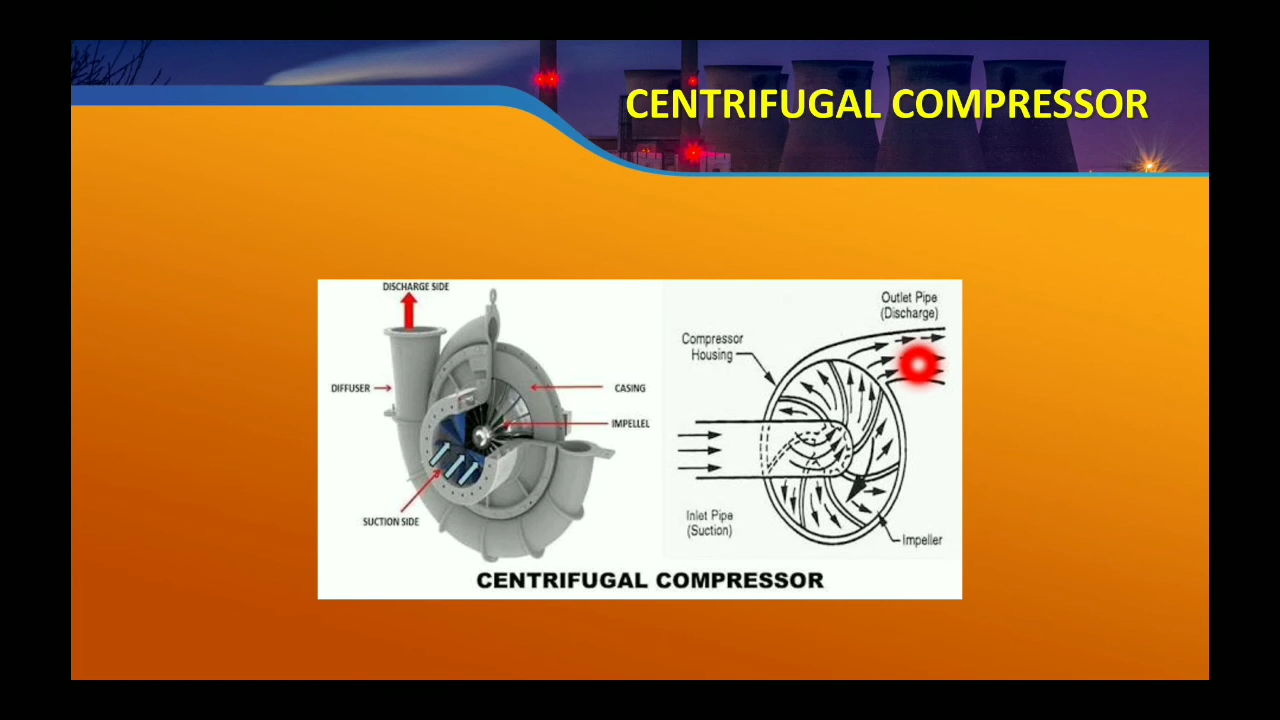 CENTRIFUGAL COMPRESSOR
DISCHARGE SIDE
DIFFUSER
CASING
IMPELLEL
SUCTION SIDE
Outlet Pipe
(Discharge)
Compressor
Housing
Inlet Pipe
(Suction)
Impeller
CENTRIFUGAL COMPRESSOR